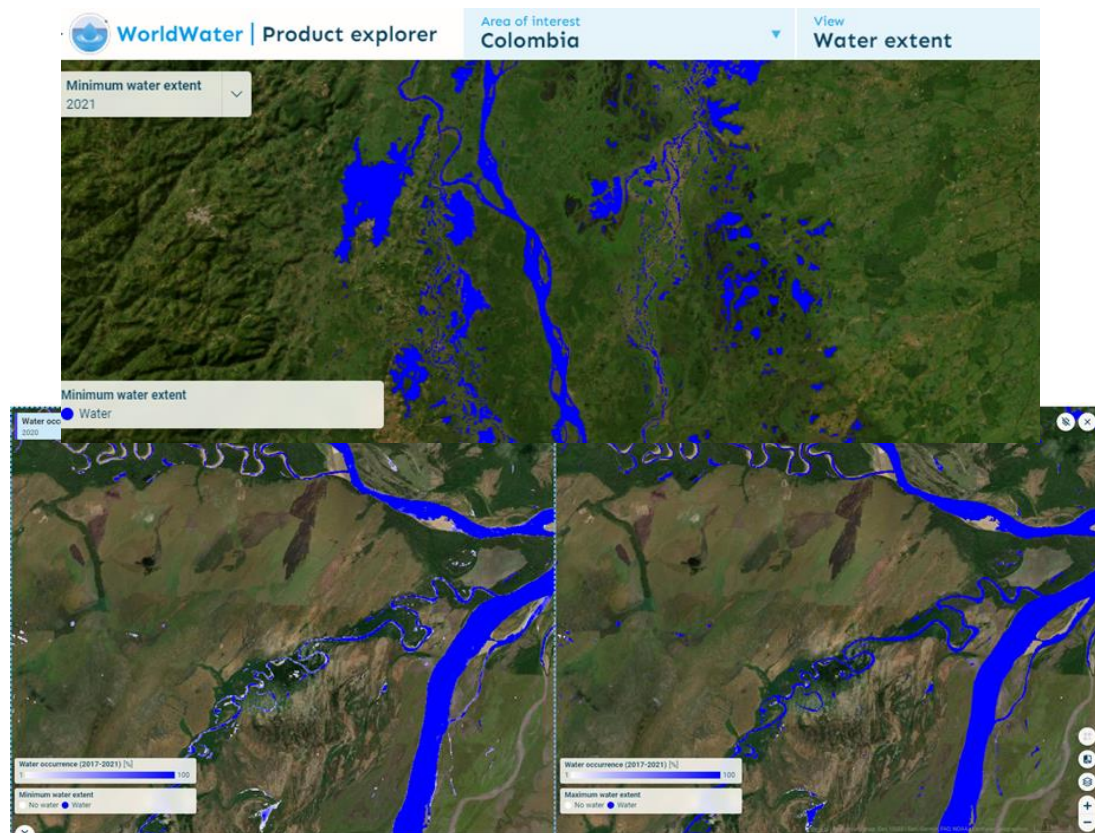 WorldWater | Product explorer
Area of interest
Colombia
View
Water extent
Minimum water extent
2021
Minimum water extent
Water
Water
2020
Water occurrence (2017-2021) [%]
1 100
Minimum water extent
No water Water
Water occurrence (2017-2021) [%]
1 100
Maximum water extent
No water Water